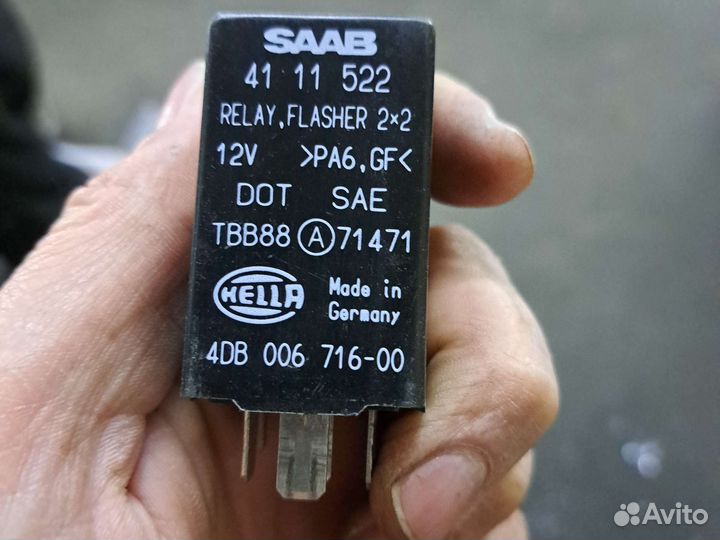 SAAB
41 11 522
RELAY, FLASHER 2×2
12V >PA6, GF<
DOT SAE
TBB88 Ⓐ 71471
HELLA Made in
Germany
4DB 006 716-00
Avito